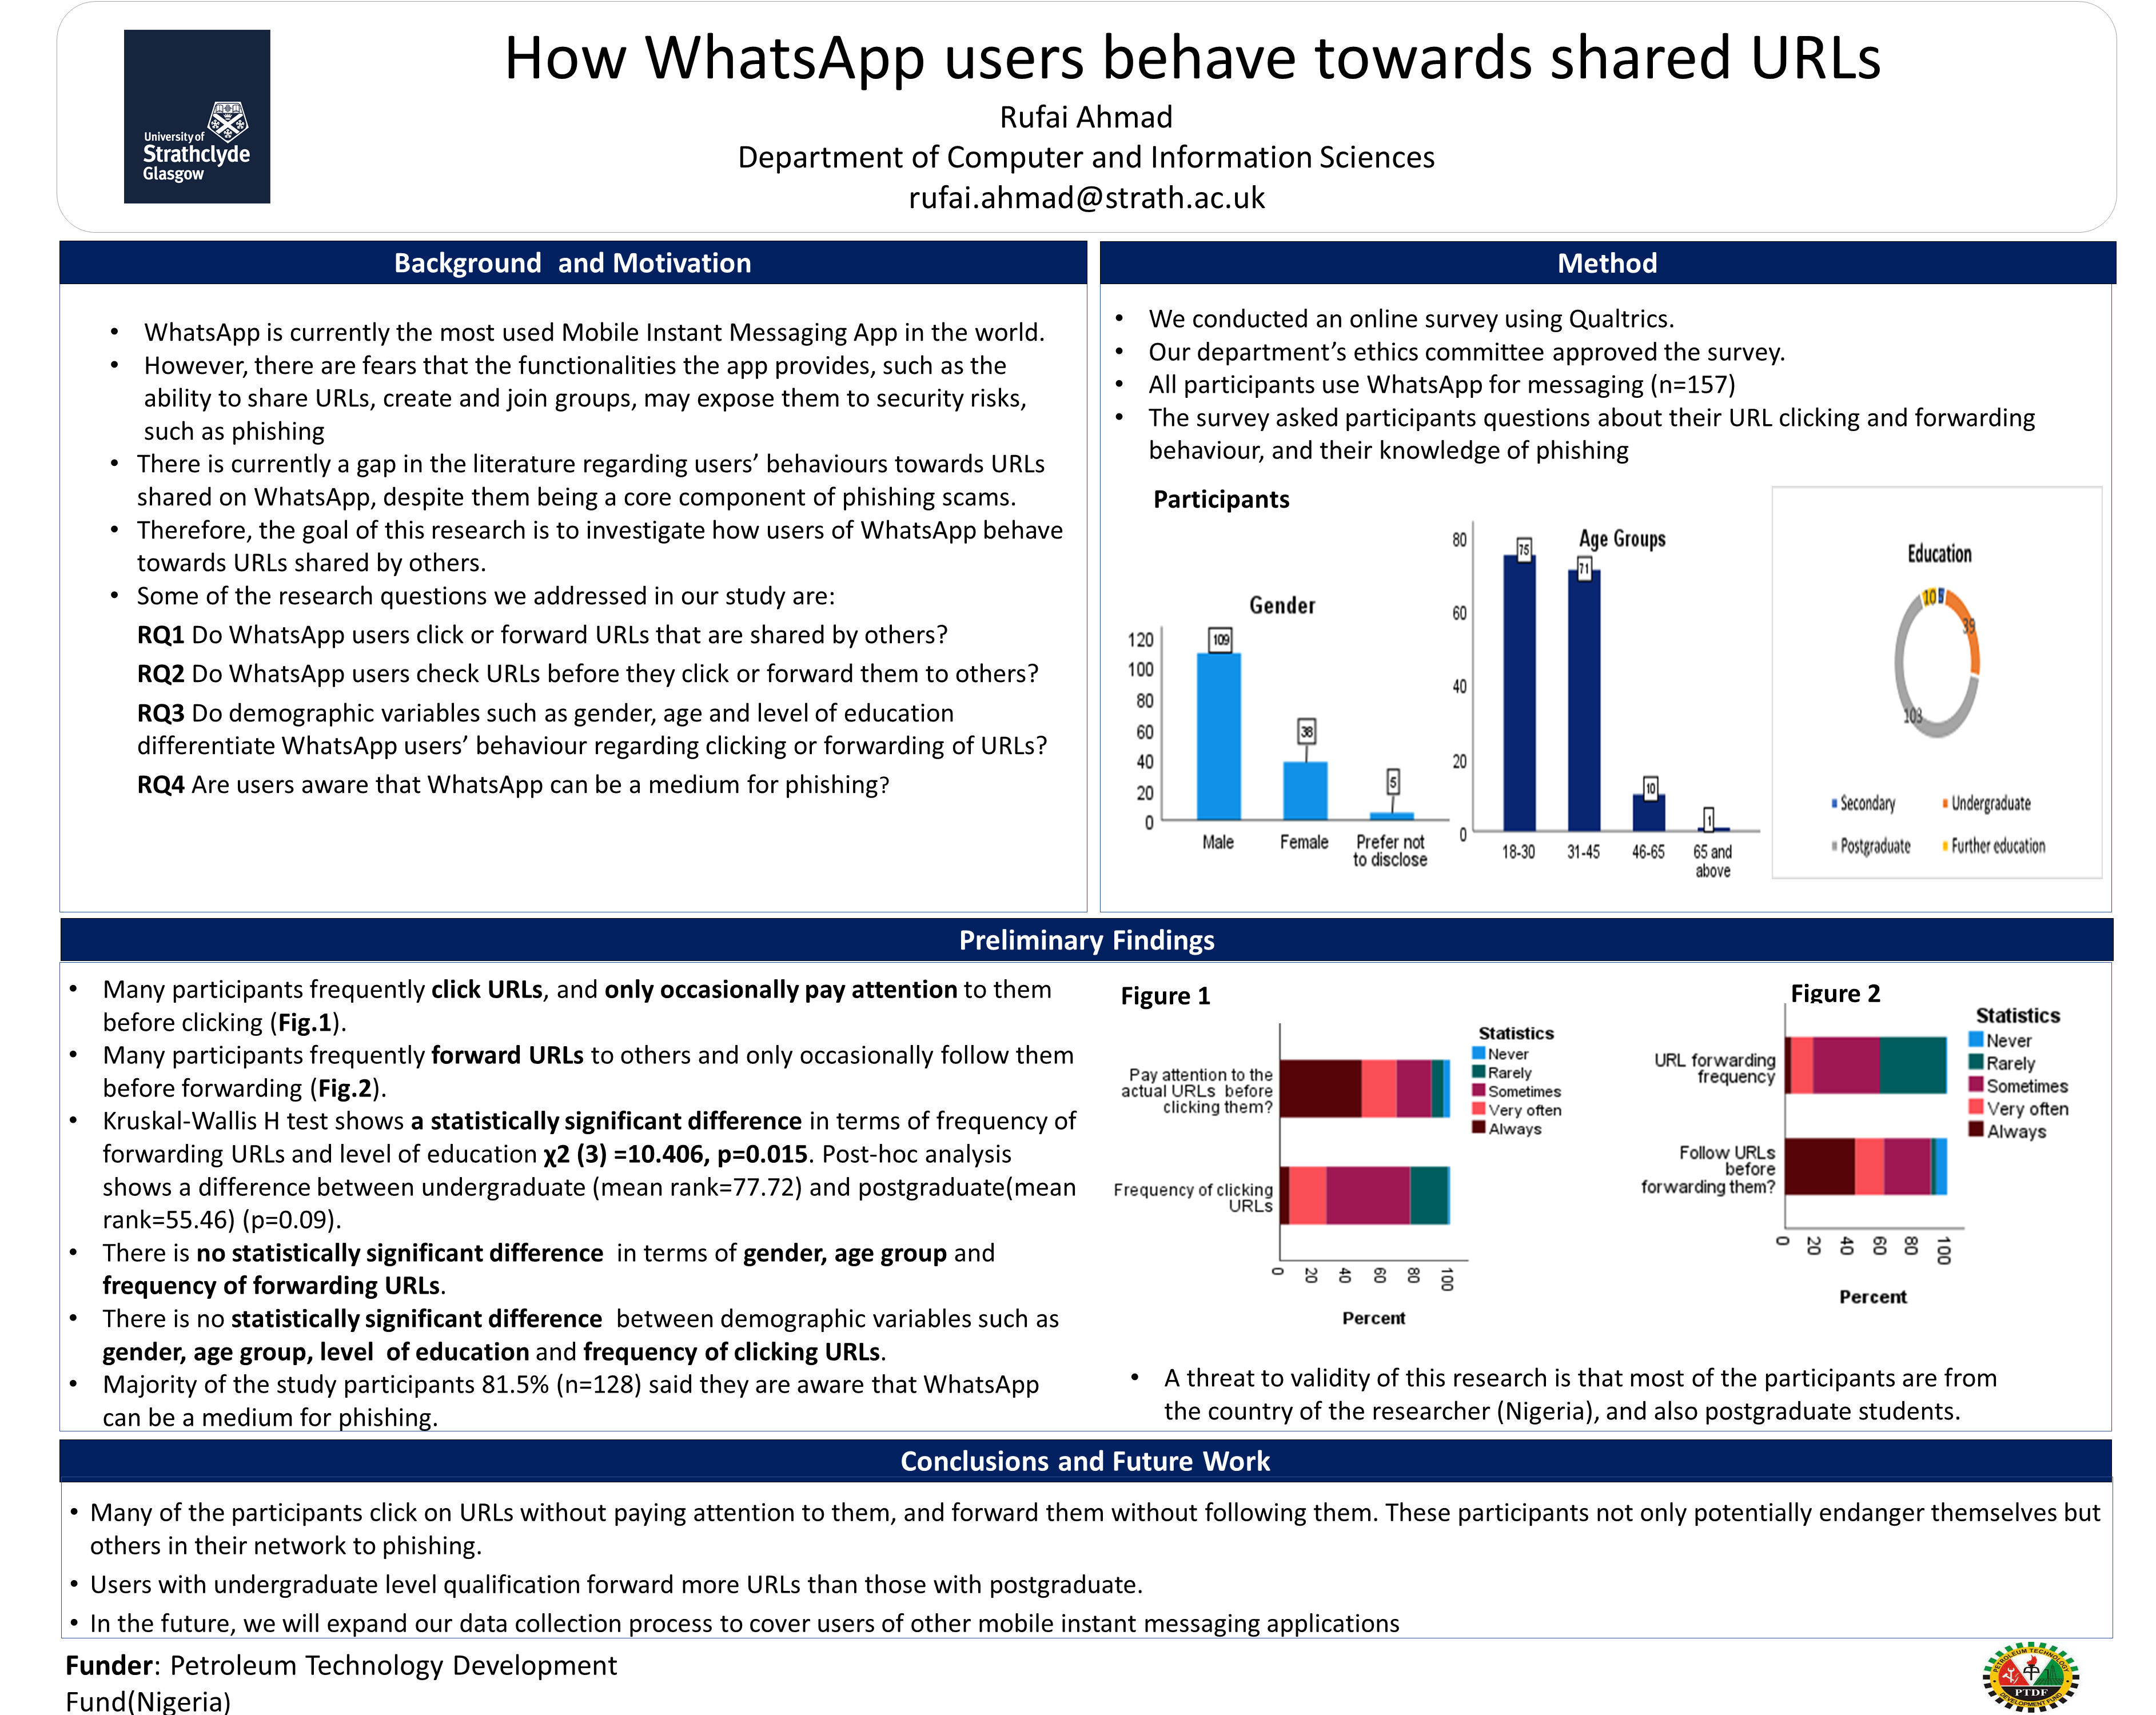 University of
Strathclyde
Glasgow
How WhatsApp users behave towards shared URLs
Rufai Ahmad
Department of Computer and Information Sciences
rufai.ahmad@strath.ac.uk
Background and Motivation
• WhatsApp is currently the most used Mobile Instant Messaging App in the world.
• However, there are fears that the functionalities the app provides, such as the
ability to share URLs, create and join groups, may expose them to security risks,
such as phishing
• There is currently a gap in the literature regarding users’ behaviours towards URLs
shared on WhatsApp, despite them being a core component of phishing scams.
• Therefore, the goal of this research is to investigate how users of WhatsApp behave
towards URLs shared by others.
• Some of the research questions we addressed in our study are:
RQ1 Do WhatsApp users click or forward URLs that are shared by others?
RQ2 Do WhatsApp users check URLs before they click or forward them to others?
RQ3 Do demographic variables such as gender, age and level of education
differentiate WhatsApp users’ behaviour regarding clicking or forwarding of URLs?
RQ4 Are users aware that WhatsApp can be a medium for phishing?
Method
• We conducted an online survey using Qualtrics.
• Our department’s ethics committee approved the survey.
• All participants use WhatsApp for messaging (n=157)
• The survey asked participants questions about their URL clicking and forwarding
behaviour, and their knowledge of phishing
Participants
Gender
120
100
80
60
40
20
0
109
38
5
Male
Female
Prefer not
to disclose
Age Groups
80
60
40
20
0
75
71
10
1
18-30
31-45
46-65
65 and
above
Education
10
39
103
Secondary
Undergraduate
Postgraduate
Further education
Preliminary Findings
• Many participants frequently click URLs, and only occasionally pay attention to them
before clicking (Fig.1).
• Many participants frequently forward URLs to others and only occasionally follow them
before forwarding (Fig.2).
• Kruskal-Wallis H test shows a statistically significant difference in terms of frequency of
forwarding URLs and level of education χ2 (3) =10.406, p=0.015. Post-hoc analysis
shows a difference between undergraduate (mean rank=77.72) and postgraduate(mean
rank=55.46) (p=0.09).
• There is no statistically significant difference in terms of gender, age group and
frequency of forwarding URLs.
• There is no statistically significant difference between demographic variables such as
gender, age group, level of education and frequency of clicking URLs.
• Majority of the study participants 81.5% (n=128) said they are aware that WhatsApp
can be a medium for phishing.
Figure 1
Pay attention to the
actual URLs before
clicking them?
Frequency of clicking
URLs
0 20 40 60 80 100
Percent
Statistics
Never
Rarely
Sometimes
Very often
Always
Figure 2
URL forwarding
frequency
Follow URLs
before
forwarding them?
0 20 40 60 80 100
Percent
Statistics
Never
Rarely
Sometimes
Very often
Always
• A threat to validity of this research is that most of the participants are from
the country of the researcher (Nigeria), and also postgraduate students.
Conclusions and Future Work
• Many of the participants click on URLs without paying attention to them, and forward them without following them. These participants not only potentially endanger themselves but
others in their network to phishing.
• Users with undergraduate level qualification forward more URLs than those with postgraduate.
• In the future, we will expand our data collection process to cover users of other mobile instant messaging applications
Funder: Petroleum Technology Development
Fund(Nigeria)
PETROLEUM TECHNOLOGY
PTDF
DEVELOPMENT FUND